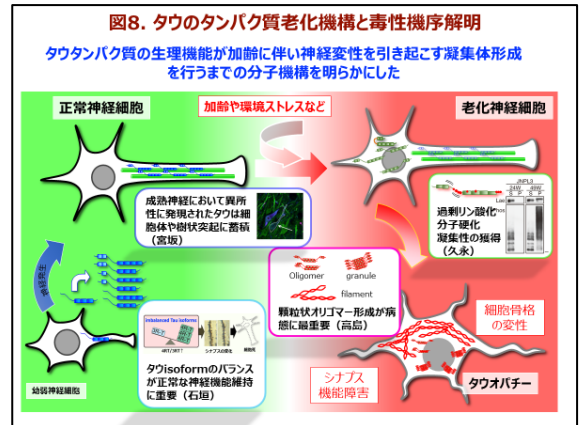 図8. タウのタンパク質老化機構と毒性機序解明
タウタンパク質の生理機能が加齢に伴い神経変性を引き起こす凝集体形成
を行うまでの分子機構を明らかにした
正常神経細胞
加齢や環境ストレスなど
老化神経細胞
成熟神経において異所
性に発現されたタウは細
胞体や樹状突起に蓄積
(宮坂)
JNPL3
24W
48W
S P S P
過剰リン酸化
分子硬化
凝集性の獲得
(久永)
神経発生
Oligomer
granule
filament
顆粒状オリゴマー形成が病
態に最重要(高島)
細胞骨格
の変性
Imbalanced Tau isoforms
タウisoformのバランス
が正常な神経機能維持
に重要(石垣)
幼弱神経細胞
シナプス
機能障害
タウオパチー